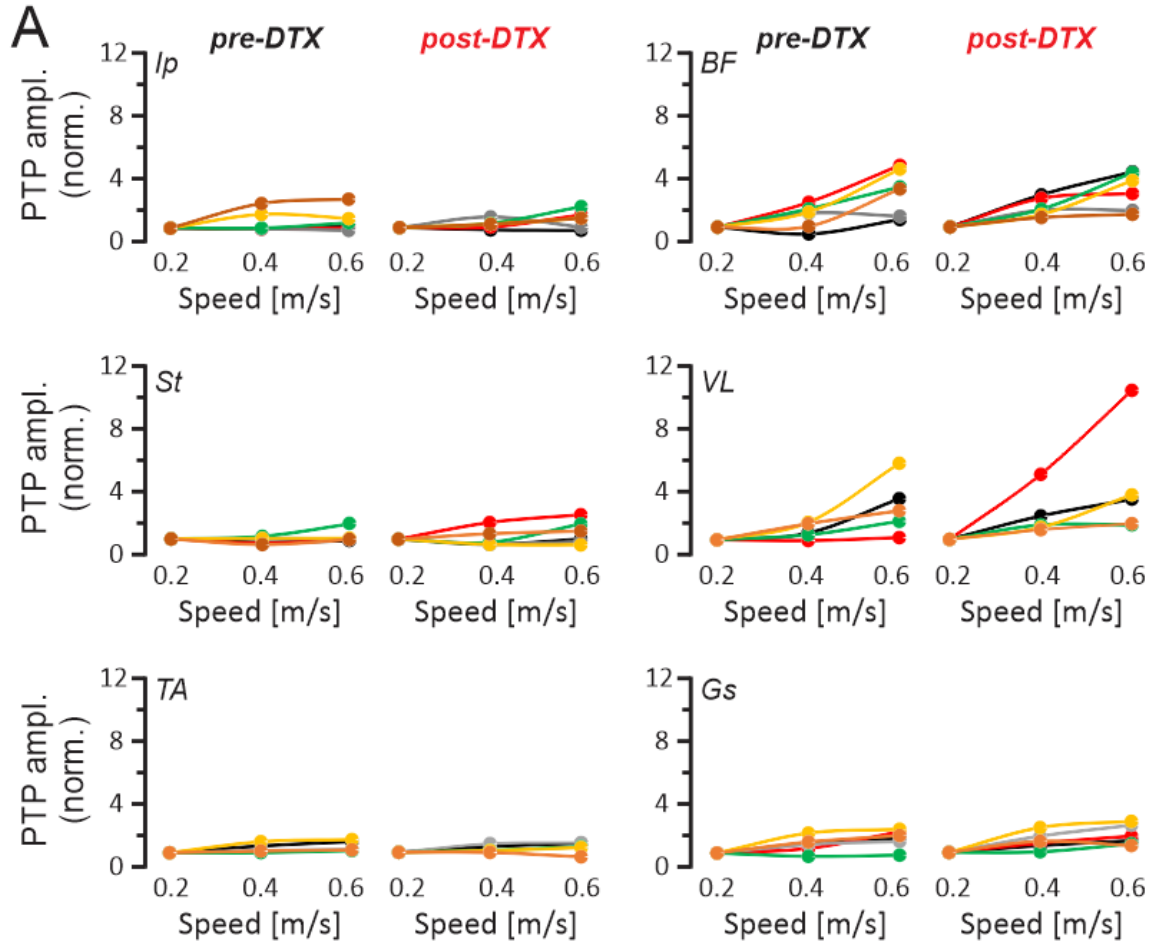 A
pre-DTX post-DTX pre-DTX post-DTX
12 Ip 12 BF
8 8
4 4
0 0
PTP ampl.
(norm.)
0.2 0.4 0.6 0.2 0.4 0.6 0.2 0.4 0.6 0.2 0.4 0.6
Speed [m/s] Speed [m/s] Speed [m/s] Speed [m/s]
12 St 12 VL
8 8
4 4
0 0
PTP ampl.
(norm.)
PTP ampl.
(norm.)
0.2 0.4 0.6 0.2 0.4 0.6 0.2 0.4 0.6 0.2 0.4 0.6
Speed [m/s] Speed [m/s] Speed [m/s] Speed [m/s]
12 TA 12 Gs
8 8
4 4
0 0
PTP ampl.
(norm.)
0.2 0.4 0.6 0.2 0.4 0.6 0.2 0.4 0.6 0.2 0.4 0.6
Speed [m/s] Speed [m/s] Speed [m/s] Speed [m/s]